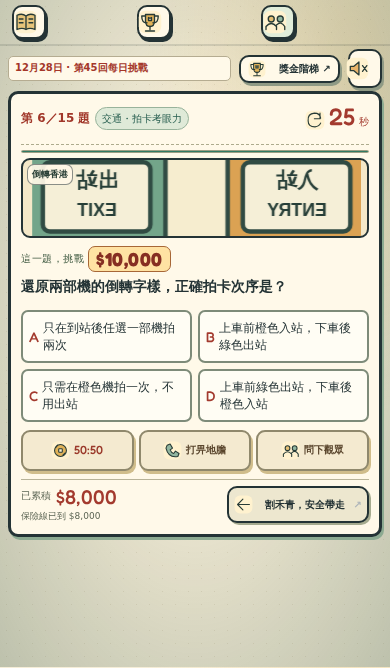 12月28日·第45回每日挑戰
獎金階梯 ↗
第 6／15 題
交通·拍卡考眼力
25 秒
倒轉香港
出站
EXIT
入站
ENTRY
這一題，挑戰 $10,000
還原兩部機的倒轉字樣，正確拍卡次序是？
A 只在到站後任選一部機拍兩次
B 上車前橙色入站，下車後綠色出站
C 只需在橙色機拍一次，不用出站
D 上車前綠色出站，下車後橙色入站
50:50
打畀地膽
問下觀眾
已累積 $8,000
保險線已到 $8,000
割禾青，安全帶走 ↗